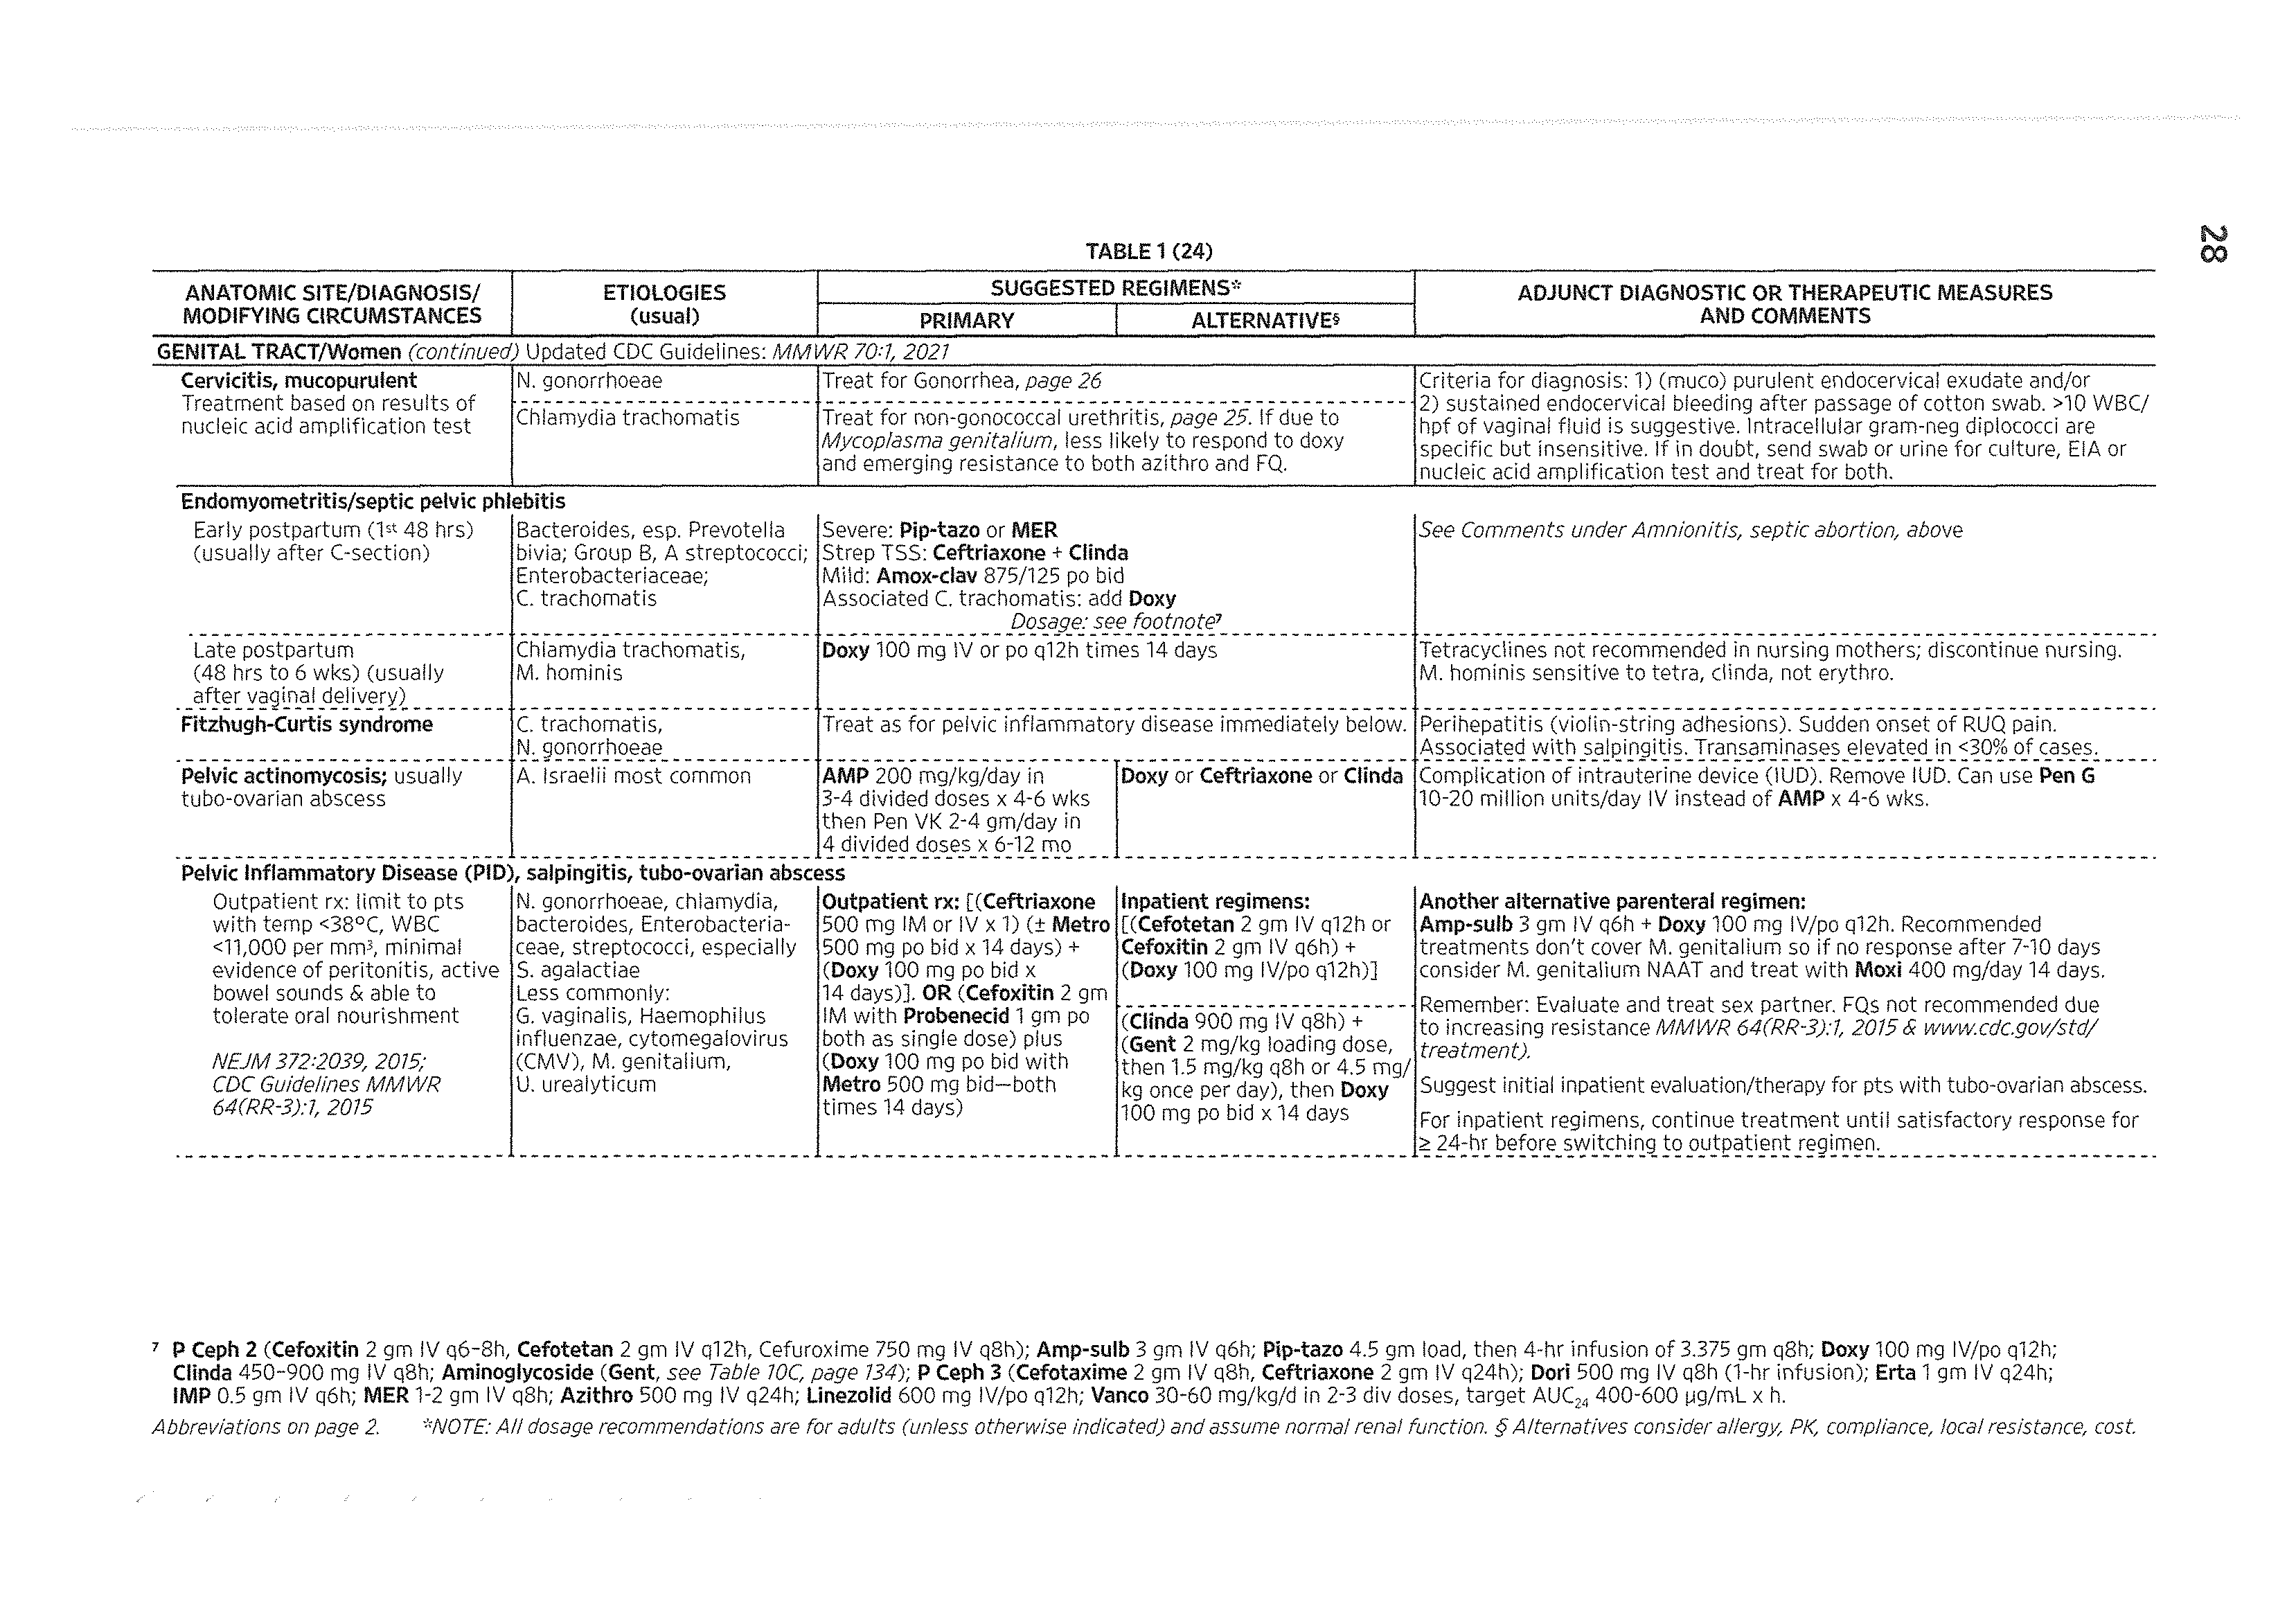 28
TABLE 1 (24)
ANATOMIC SITE/DIAGNOSIS/
MODIFYING CIRCUMSTANCES
ETIOLOGIES
(usual)
SUGGESTED REGIMENS*
PRIMARY
ALTERNATIVE§
ADJUNCT DIAGNOSTIC OR THERAPEUTIC MEASURES
AND COMMENTS
GENITAL TRACT/Women (continued) Updated CDC Guidelines: MMWR 70:1, 2021
Cervicitis, mucopurulent
Treatment based on results of
nucleic acid amplification test
N. gonorrhoeae
Treat for Gonorrhea, page 26
Chlamydia trachomatis
Treat for non-gonococcal urethritis, page 25. If due to
Mycoplasma genitalium, less likely to respond to doxy
and emerging resistance to both azithro and FQ.
Criteria for diagnosis: 1) (muco) purulent endocervical exudate and/or
2) sustained endocervical bleeding after passage of cotton swab. >10 WBC/
hpf of vaginal fluid is suggestive. Intracellular gram-neg diplococci are
specific but insensitive. If in doubt, send swab or urine for culture, EIA or
nucleic acid amplification test and treat for both.
Endomyometritis/septic pelvic phlebitis
Early postpartum (1st 48 hrs)
(usually after C-section)
Bacteroides, esp. Prevotella
bivia; Group B, A streptococci;
Enterobacteriaceae;
C. trachomatis
Severe: Pip-tazo or MER
Strep TSS: Ceftriaxone + Clinda
Mild: Amox-clav 875/125 po bid
Associated C. trachomatis: add Doxy
Dosage: see footnote⁷
See Comments under Amnionitis, septic abortion, above
Late postpartum
(48 hrs to 6 wks) (usually
after vaginal delivery)
Chlamydia trachomatis,
M. hominis
Doxy 100 mg IV or po q12h times 14 days
Tetracyclines not recommended in nursing mothers; discontinue nursing.
M. hominis sensitive to tetra, clinda, not erythro.
Fitzhugh-Curtis syndrome
C. trachomatis,
N. gonorrhoeae
Treat as for pelvic inflammatory disease immediately below.
Perihepatitis (violin-string adhesions). Sudden onset of RUQ pain.
Associated with salpingitis. Transaminases elevated in <30% of cases.
Pelvic actinomycosis; usually
tubo-ovarian abscess
A. Israelii most common
AMP 200 mg/kg/day in
3-4 divided doses x 4-6 wks
then Pen VK 2-4 gm/day in
4 divided doses x 6-12 mo
Doxy or Ceftriaxone or Clinda
Complication of intrauterine device (IUD). Remove IUD. Can use Pen G
10-20 million units/day IV instead of AMP x 4-6 wks.
Pelvic Inflammatory Disease (PID), salpingitis, tubo-ovarian abscess
Outpatient rx: limit to pts
with temp <38°C, WBC
<11,000 per mm³, minimal
evidence of peritonitis, active
bowel sounds & able to
tolerate oral nourishment
NEJM 372:2039, 2015;
CDC Guidelines MMWR
64(RR-3):1, 2015
N. gonorrhoeae, chlamydia,
bacteroides, Enterobacteria-
ceae, streptococci, especially
S. agalactiae
Less commonly:
G. vaginalis, Haemophilus
influenzae, cytomegalovirus
(CMV), M. genitalium,
U. urealyticum
Outpatient rx: [(Ceftriaxone
500 mg IM or IV x 1) (± Metro
500 mg po bid x 14 days) +
(Doxy 100 mg po bid x
14 days)]. OR (Cefoxitin 2 gm
IM with Probenecid 1 gm po
both as single dose) plus
(Doxy 100 mg po bid with
Metro 500 mg bid—both
times 14 days)
Inpatient regimens:
[(Cefotetan 2 gm IV q12h or
Cefoxitin 2 gm IV q6h) +
(Doxy 100 mg IV/po q12h)]
(Clinda 900 mg IV q8h) +
(Gent 2 mg/kg loading dose,
then 1.5 mg/kg q8h or 4.5 mg/
kg once per day), then Doxy
100 mg po bid x 14 days
Another alternative parenteral regimen:
Amp-sulb 3 gm IV q6h + Doxy 100 mg IV/po q12h. Recommended
treatments don't cover M. genitalium so if no response after 7-10 days
consider M. genitalium NAAT and treat with Moxi 400 mg/day 14 days.
Remember: Evaluate and treat sex partner. FQs not recommended due
to increasing resistance MMWR 64(RR-3):1, 2015 & www.cdc.gov/std/
treatment).
Suggest initial inpatient evaluation/therapy for pts with tubo-ovarian abscess.
For inpatient regimens, continue treatment until satisfactory response for
≥ 24-hr before switching to outpatient regimen.
⁷ P Ceph 2 (Cefoxitin 2 gm IV q6-8h, Cefotetan 2 gm IV q12h, Cefuroxime 750 mg IV q8h); Amp-sulb 3 gm IV q6h; Pip-tazo 4.5 gm load, then 4-hr infusion of 3.375 gm q8h; Doxy 100 mg IV/po q12h;
Clinda 450-900 mg IV q8h; Aminoglycoside (Gent, see Table 10C, page 134); P Ceph 3 (Cefotaxime 2 gm IV q8h, Ceftriaxone 2 gm IV q24h); Dori 500 mg IV q8h (1-hr infusion); Erta 1 gm IV q24h;
IMP 0.5 gm IV q6h; MER 1-2 gm IV q8h; Azithro 500 mg IV q24h; Linezolid 600 mg IV/po q12h; Vanco 30-60 mg/kg/d in 2-3 div doses, target AUC₂₄ 400-600 µg/mL x h.
Abbreviations on page 2. *NOTE: All dosage recommendations are for adults (unless otherwise indicated) and assume normal renal function. § Alternatives consider allergy, PK, compliance, local resistance, cost.